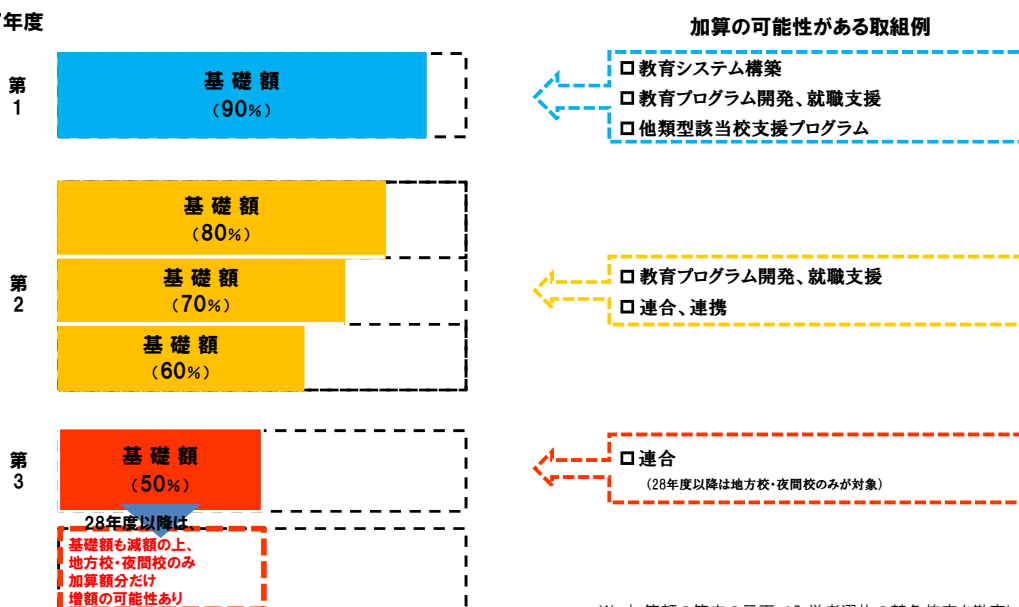 年度
加算の可能性がある取組例
第
1
基礎額
(90%)
□教育システム構築
□教育プログラム開発、就職支援
□他類型該当校支援プログラム
第
2
基礎額
(80%)
基礎額
(70%)
基礎額
(60%)
□教育プログラム開発、就職支援
□連合、連携
第
3
基礎額
(50%)
□連合
(28年度以降は地方校・夜間校のみが対象)
28年度以降は、
基礎額も減額の上、
地方校・夜間校のみ
加算額分だけ
増額の可能性あり